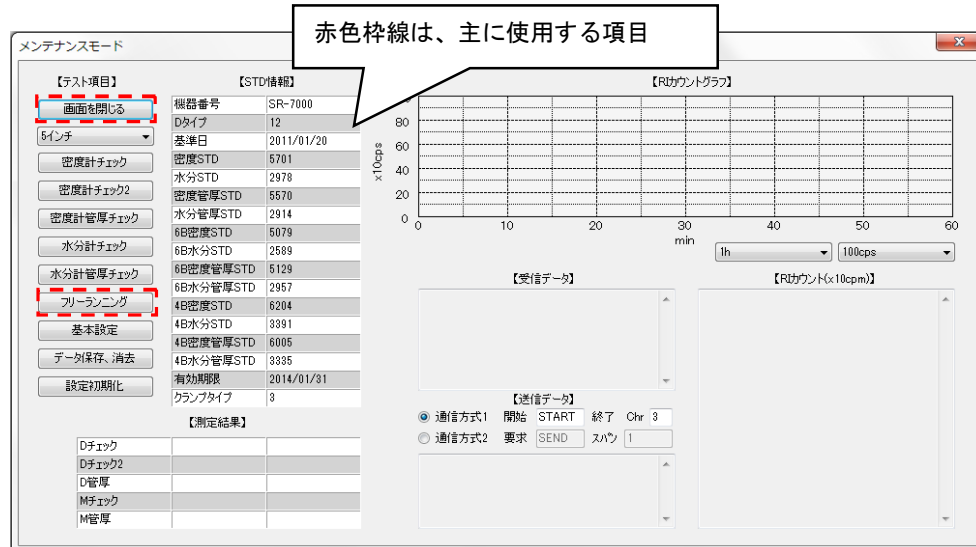 赤色枠線は、主に使用する項目
メンテナンスモード
【テスト項目】
画面を閉じる
5インチ
密度計チェック
密度計チェック2
密度計管厚チェック
水分計チェック
水分計管厚チェック
フリーランニング
基本設定
データ保存、消去
設定初期化
【STD情報】
機器番号 SR-7000
Dタイプ 12
基準日 2011/01/20
密度STD 5701
水分STD 2978
密度管厚STD 5570
水分管厚STD 2914
6B密度STD 5079
6B水分STD 2589
6B密度管厚STD 5129
6B水分管厚STD 2957
4B密度STD 6204
4B水分STD 3391
4B密度管厚STD 6005
4B水分管厚STD 3335
有効期限 2014/01/31
クランプタイプ 3
【測定結果】
Dチェック
Dチェック2
D管厚
Mチェック
M管厚
【RIカウントグラフ】
x10cps
80
60
40
20
0
0 10 20 30 40 50 60
min
1h 100cps
【受信データ】
【RIカウント(x10cpm)】
【送信データ】
通信方式1 開始 START 終了 Chr 3
通信方式2 要求 SEND スパン 1